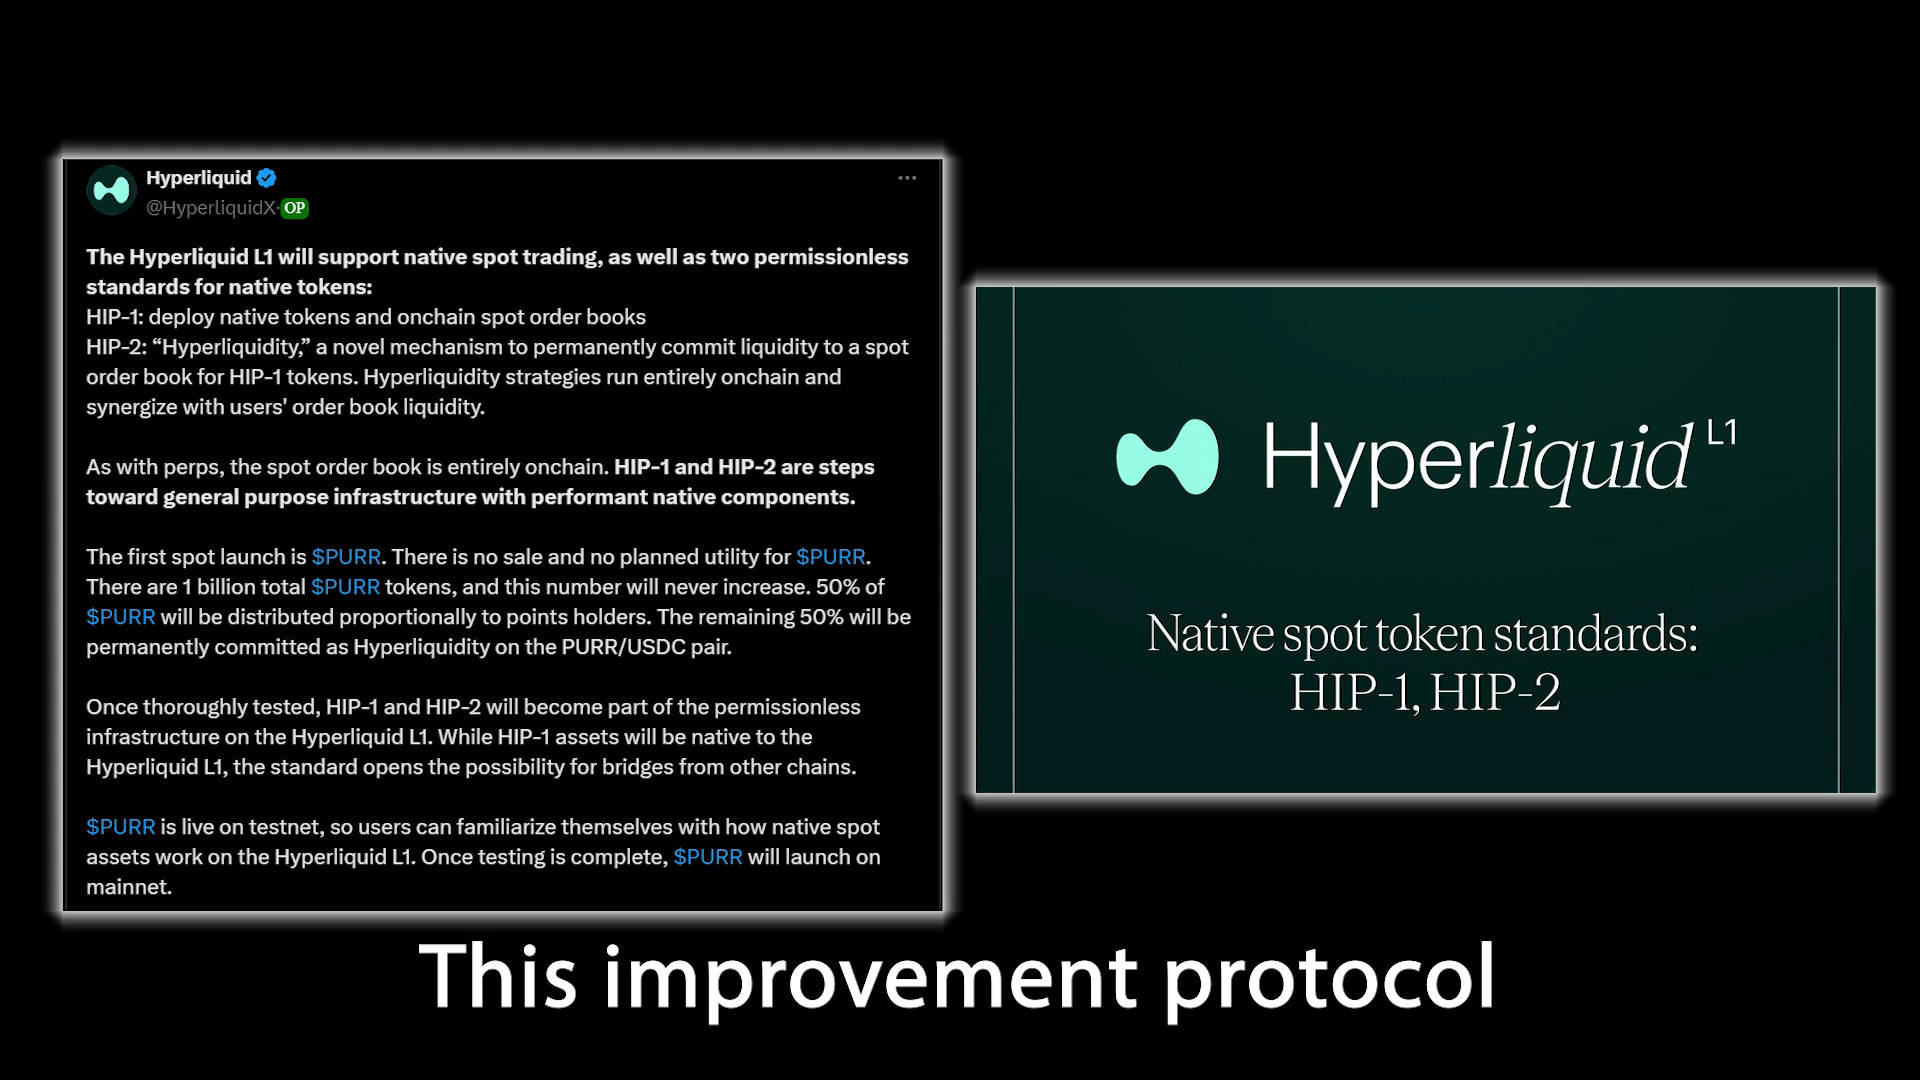 Hyperliquid
@HyperliquidX· OP
The Hyperliquid L1 will support native spot trading, as well as two permissionless
standards for native tokens:
HIP-1: deploy native tokens and onchain spot order books
HIP-2: “Hyperliquidity,” a novel mechanism to permanently commit liquidity to a spot
order book for HIP-1 tokens. Hyperliquidity strategies run entirely onchain and
synergize with users' order book liquidity.
As with perps, the spot order book is entirely onchain. HIP-1 and HIP-2 are steps
toward general purpose infrastructure with performant native components.
The first spot launch is $PURR. There is no sale and no planned utility for $PURR.
There are 1 billion total $PURR tokens, and this number will never increase. 50% of
$PURR will be distributed proportionally to points holders. The remaining 50% will be
permanently committed as Hyperliquidity on the PURR/USDC pair.
Once thoroughly tested, HIP-1 and HIP-2 will become part of the permissionless
infrastructure on the Hyperliquid L1. While HIP-1 assets will be native to the
Hyperliquid L1, the standard opens the possibility for bridges from other chains.
$PURR is live on testnet, so users can familiarize themselves with how native spot
assets work on the Hyperliquid L1. Once testing is complete, $PURR will launch on
mainnet.
Hyperliquid L1
Native spot token standards:
HIP-1, HIP-2
This improvement protocol